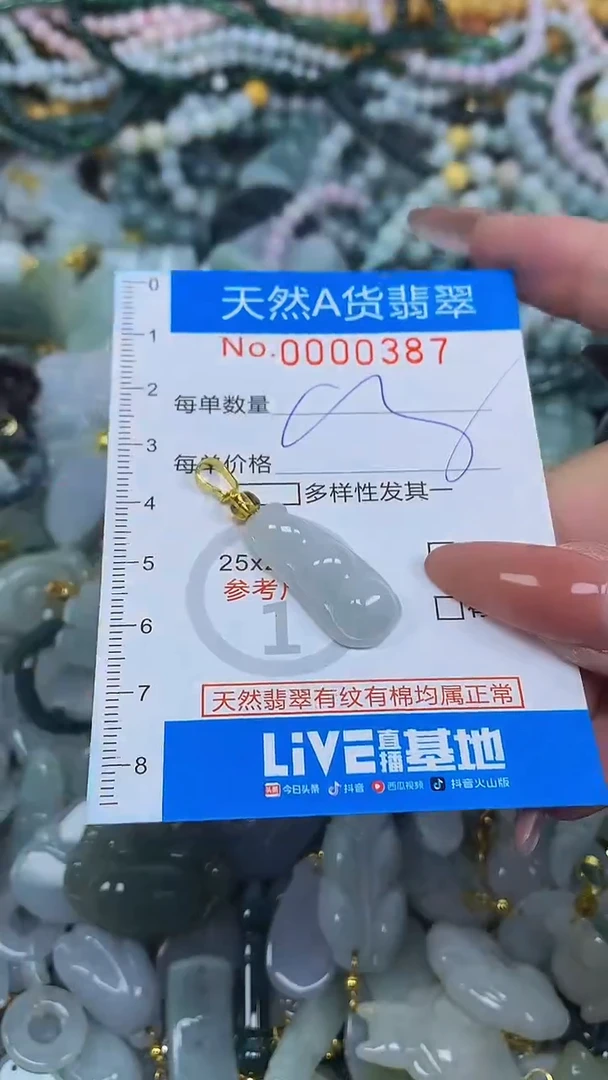 天然A货翡翠
No.0000387
0
1
2
每单数量
3
每单价格
4
多样性发其一
5
25x
参考
6
1
7
天然翡翠有纹有棉均属正常
8
LiVE直播基地
头条 今日头条 抖音 西瓜视频 抖音火山版